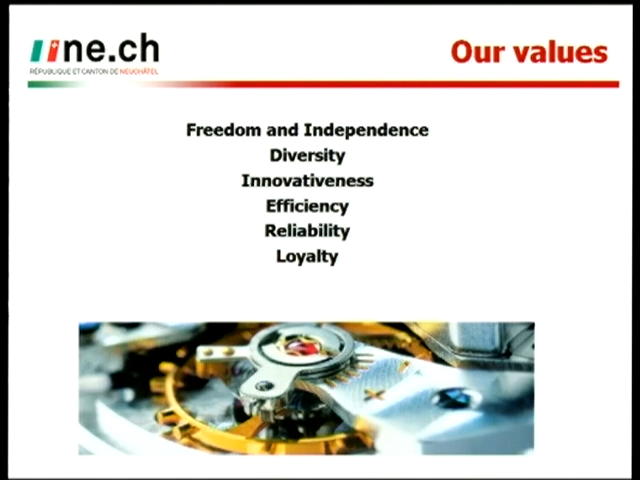 ne.ch
RÉPUBLIQUE ET CANTON DE NEUCHÂTEL
Our values
Freedom and Independence
Diversity
Innovativeness
Efficiency
Reliability
Loyalty